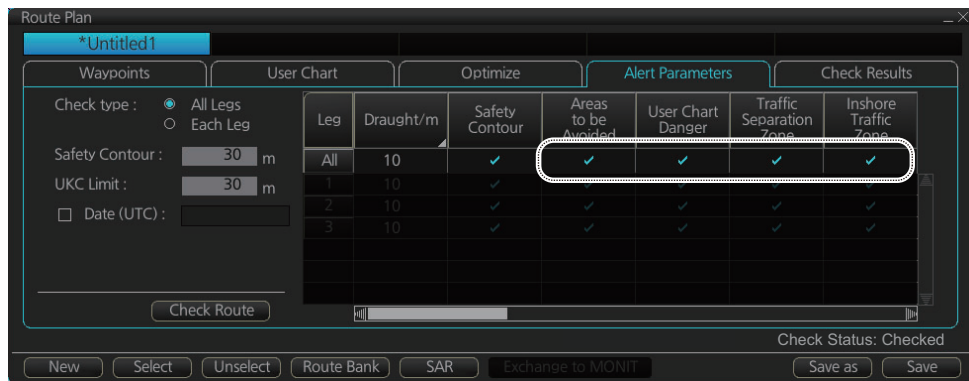 Route Plan
*Untitled1
Waypoints User Chart Optimize Alert Parameters Check Results
Check type : All Legs
Each Leg
Safety Contour : 30 m
UKC Limit : 30 m
Date (UTC) :
Check Route
Leg Draught/m Safety Contour Areas to be Avoided User Chart Danger Traffic Separation Zone Inshore Traffic Zone
All 10 ✓ ✓ ✓ ✓ ✓
1 10 ✓ ✓ ✓ ✓ ✓
2 10 ✓ ✓ ✓ ✓ ✓
3 10 ✓ ✓ ✓ ✓ ✓
Check Status: Checked
New Select Unselect Route Bank SAR Exchange to MONIT Save as Save